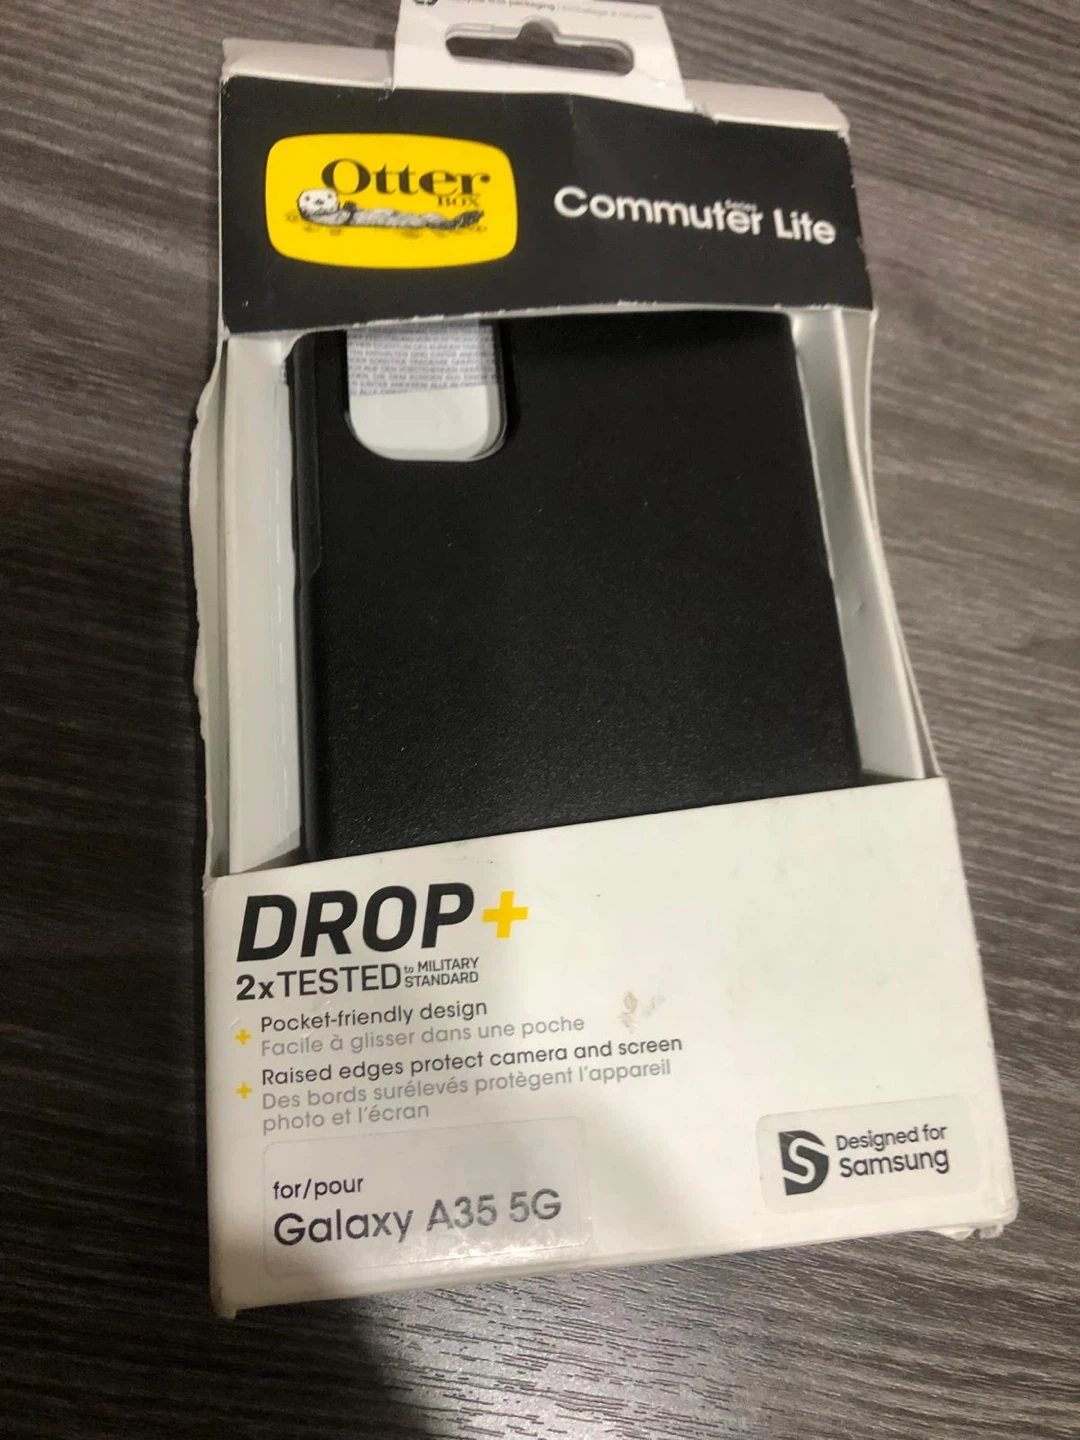 Otter
BOX
Commuter Series Lite
DROP+
2xTESTED to MILITARY STANDARD
+ Pocket-friendly design
Facile à glisser dans une poche
+ Raised edges protect camera and screen
Des bords surélevés protègent l'appareil
photo et l'écran
for/pour
Galaxy A35 5G
Designed for
Samsung